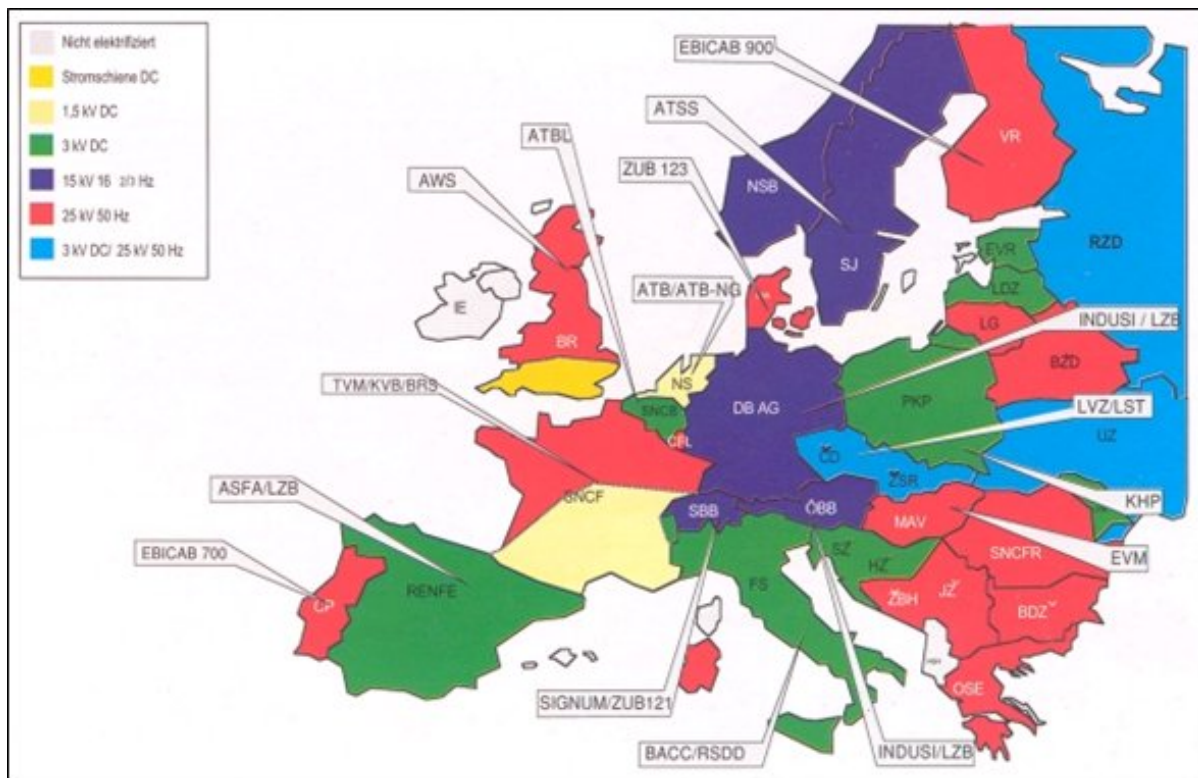 Nicht elektrifiziert
Stromschiene DC
1,5 kV DC
3 kV DC
15 kV 16 2/3 Hz
25 kV 50 Hz
3 kV DC/ 25 kV 50 Hz
EBICAB 900
ATSS
ATBL
ZUB 123
AWS
VR
NSB
RZD
SJ
EVR
LDZ
IE
ATB/ATB-NG
INDUSI / LZB
LG
BR
BŽD
TVM/KVB/BRS
NS
SNCB
DB AG
PKP
LVZ/LST
CFL
ČD
UZ
ŽSR
ASFA/LZB
SNCF
KHP
SBB
ÖBB
MAV
EBICAB 700
SŽ
SNCFR
EVM
HŽ
CP
RENFE
FS
ŽBH
JŽ
BDŽ
OSE
SIGNUM/ZUB121
BACC/RSDD
INDUSI/LZB